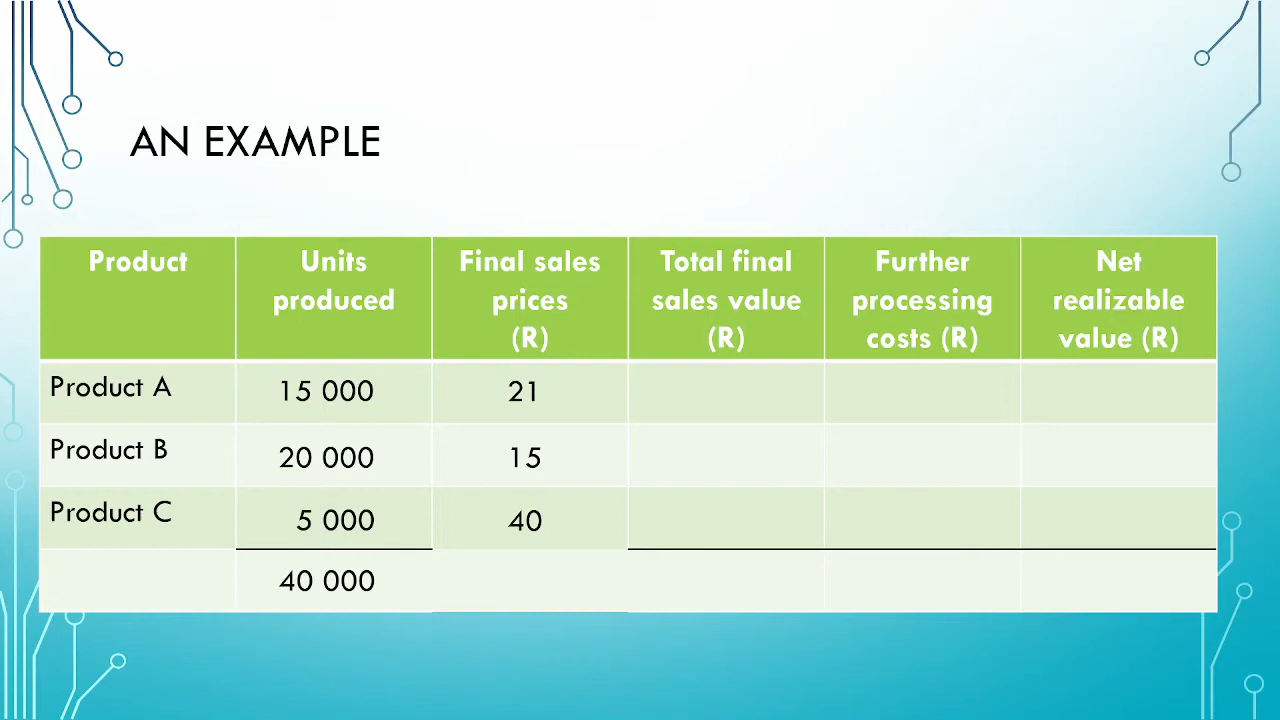 AN EXAMPLE
Product Units produced Final sales prices (R) Total final sales value (R) Further processing costs (R) Net realizable value (R)
Product A 15 000 21
Product B 20 000 15
Product C 5 000 40
40 000